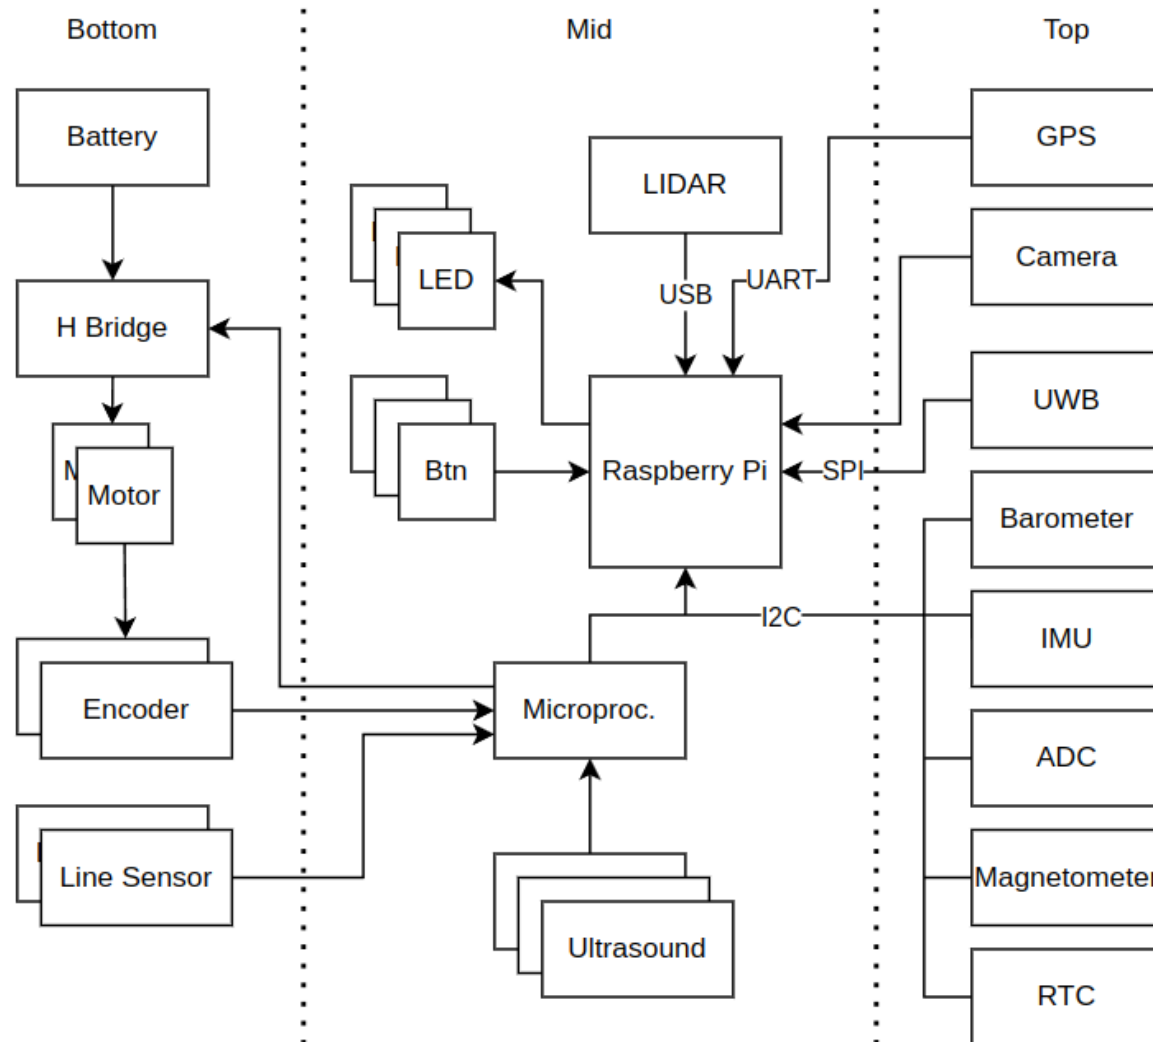 Bottom
Mid
Top
Battery
GPS
LIDAR
Camera
LED
USB
UART
H Bridge
UWB
Btn
Raspberry Pi
SPI
Motor
Barometer
I2C
IMU
Encoder
Microproc.
ADC
Line Sensor
Magnetometer
Ultrasound
RTC